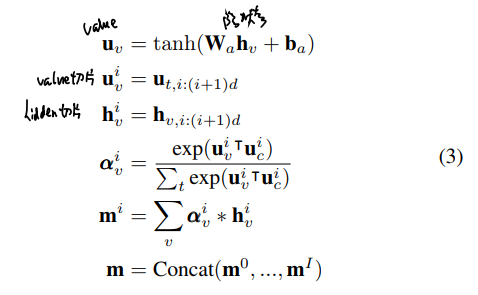 value
u_v = tanh(W_a h_v + b_a)
value切片 u_v^i = u_{t,i:(i+1)d}
hidden切片 h_v^i = h_{v,i:(i+1)d}
α_v^i = exp(u_v^{i⊤} u_c^i) / ∑_t exp(u_v^{i⊤} u_c^i) (3)
m^i = ∑_v α_v^i * h_v^i
m = Concat(m^0, ..., m^I)